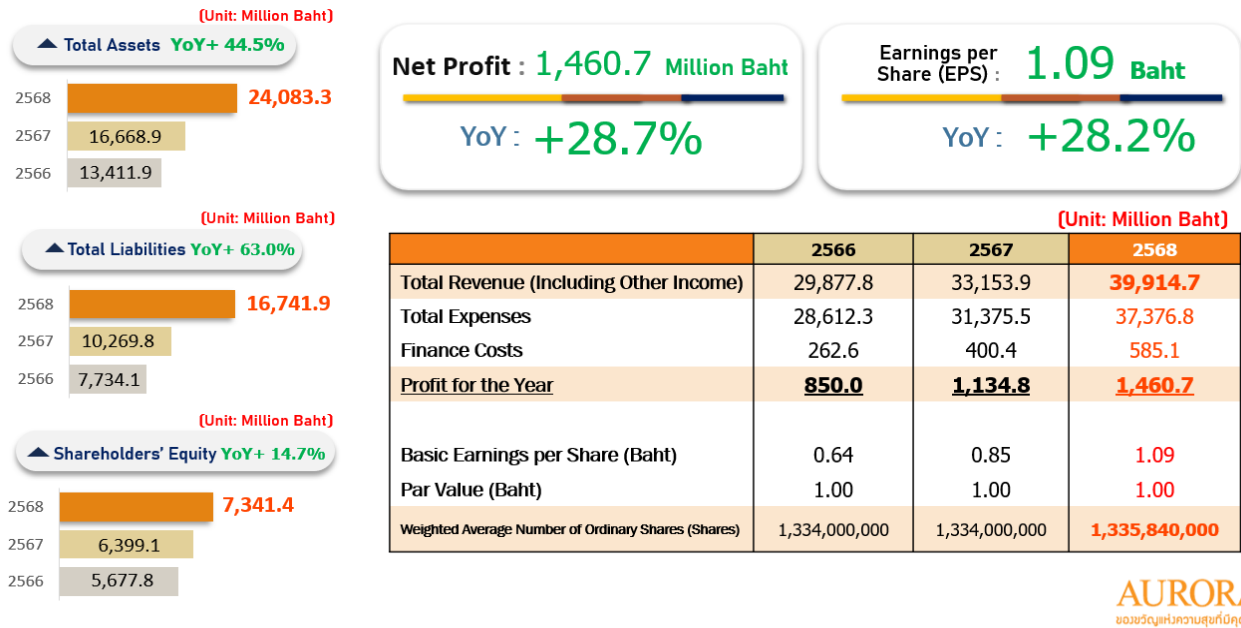 (Unit: Million Baht)
Total Assets YoY+ 44.5%
2568 24,083.3
2567 16,668.9
2566 13,411.9
(Unit: Million Baht)
Total Liabilities YoY+ 63.0%
2568 16,741.9
2567 10,269.8
2566 7,734.1
(Unit: Million Baht)
Shareholders' Equity YoY+ 14.7%
2568 7,341.4
2567 6,399.1
2566 5,677.8
Net Profit : 1,460.7 Million Baht
YoY : +28.7%
Earnings per
Share (EPS) : 1.09 Baht
YoY : +28.2%
(Unit: Million Baht)
2566 2567 2568
Total Revenue (Including Other Income) 29,877.8 33,153.9 39,914.7
Total Expenses 28,612.3 31,375.5 37,376.8
Finance Costs 262.6 400.4 585.1
Profit for the Year 850.0 1,134.8 1,460.7
Basic Earnings per Share (Baht) 0.64 0.85 1.09
Par Value (Baht) 1.00 1.00 1.00
Weighted Average Number of Ordinary Shares (Shares) 1,334,000,000 1,334,000,000 1,335,840,000
AURORA